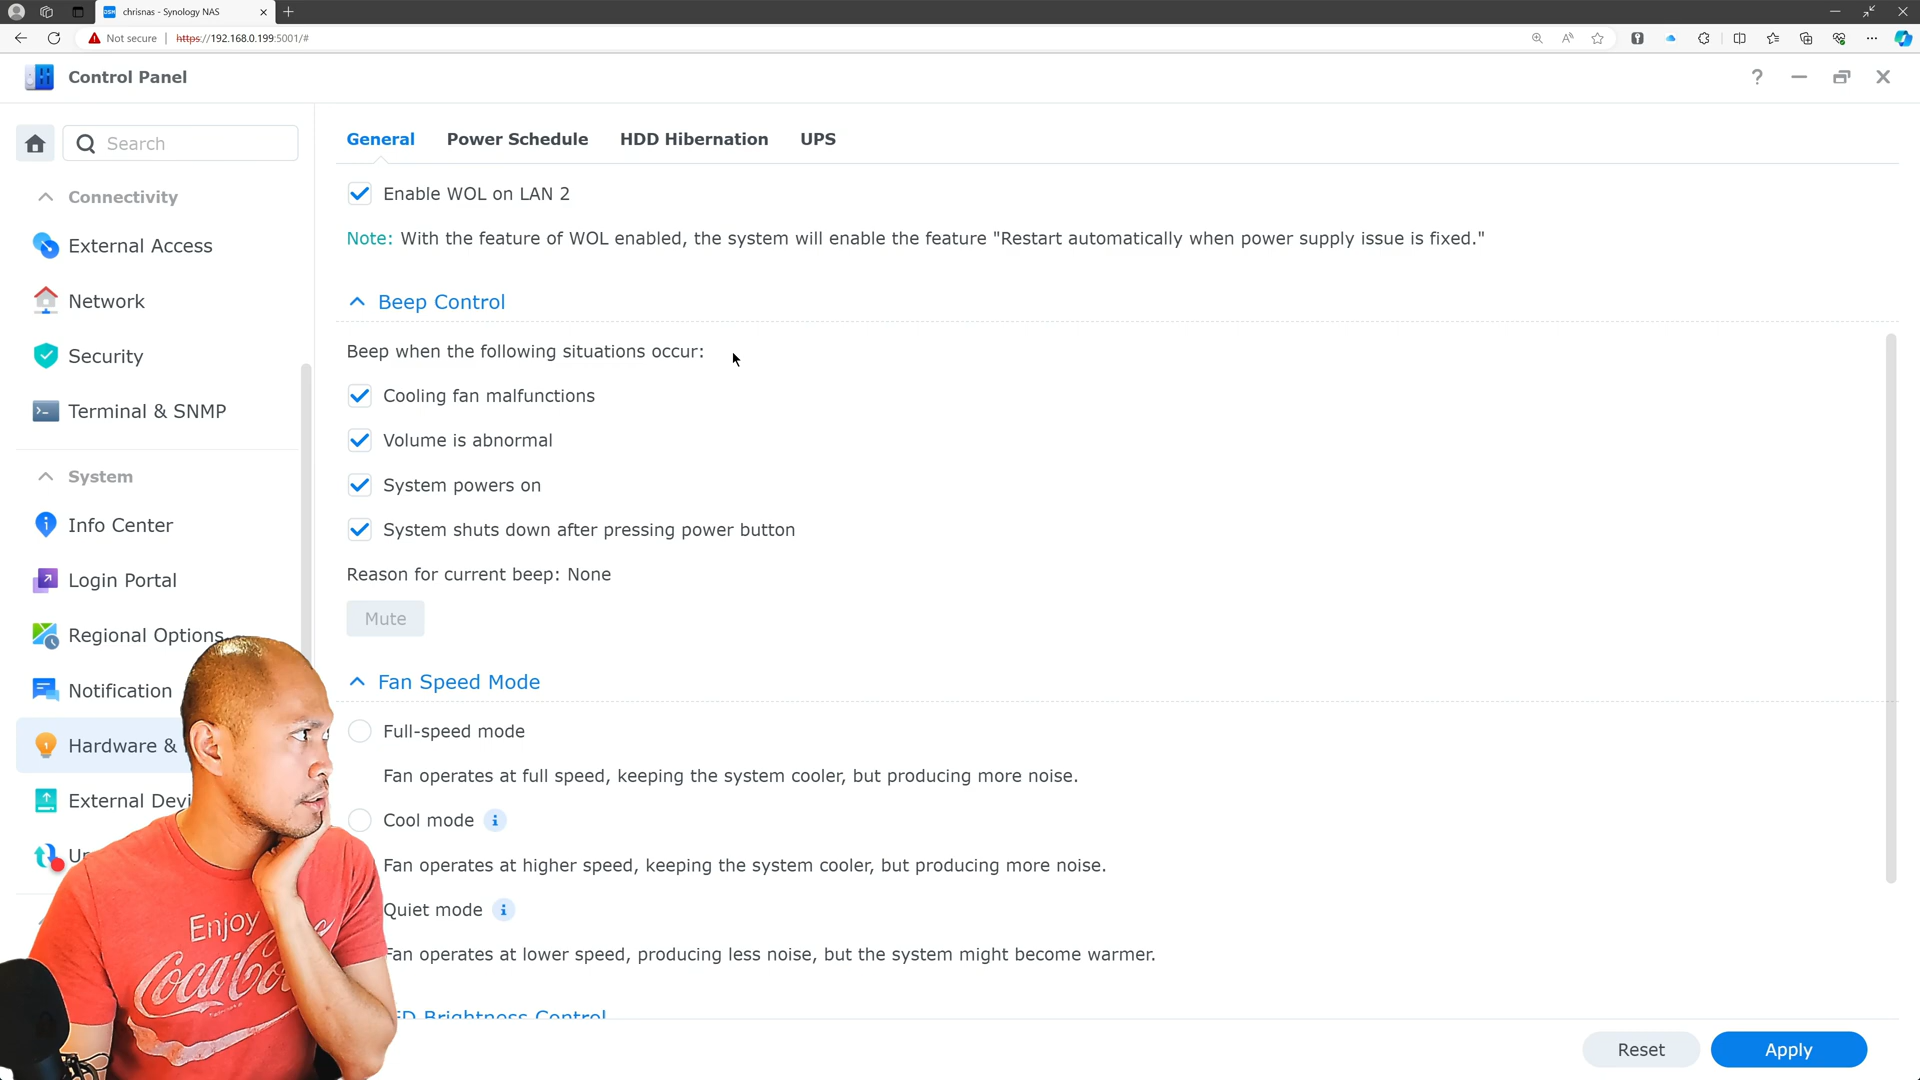 chrisnas - Synology NAS
Not secure
https://192.168.0.199:5001/#
Control Panel
Search
Connectivity
External Access
Network
Security
Terminal & SNMP
System
Info Center
Login Portal
Regional Options
Notification
Hardware &
External Devi
General
Power Schedule
HDD Hibernation
UPS
Enable WOL on LAN 2
Note: With the feature of WOL enabled, the system will enable the feature "Restart automatically when power supply issue is fixed."
Beep Control
Beep when the following situations occur:
Cooling fan malfunctions
Volume is abnormal
System powers on
System shuts down after pressing power button
Reason for current beep: None
Mute
Fan Speed Mode
Full-speed mode
Fan operates at full speed, keeping the system cooler, but producing more noise.
Cool mode
Fan operates at higher speed, keeping the system cooler, but producing more noise.
Quiet mode
Fan operates at lower speed, producing less noise, but the system might become warmer.
Brightness Control
Reset
Apply
Enjoy
Coca-Cola